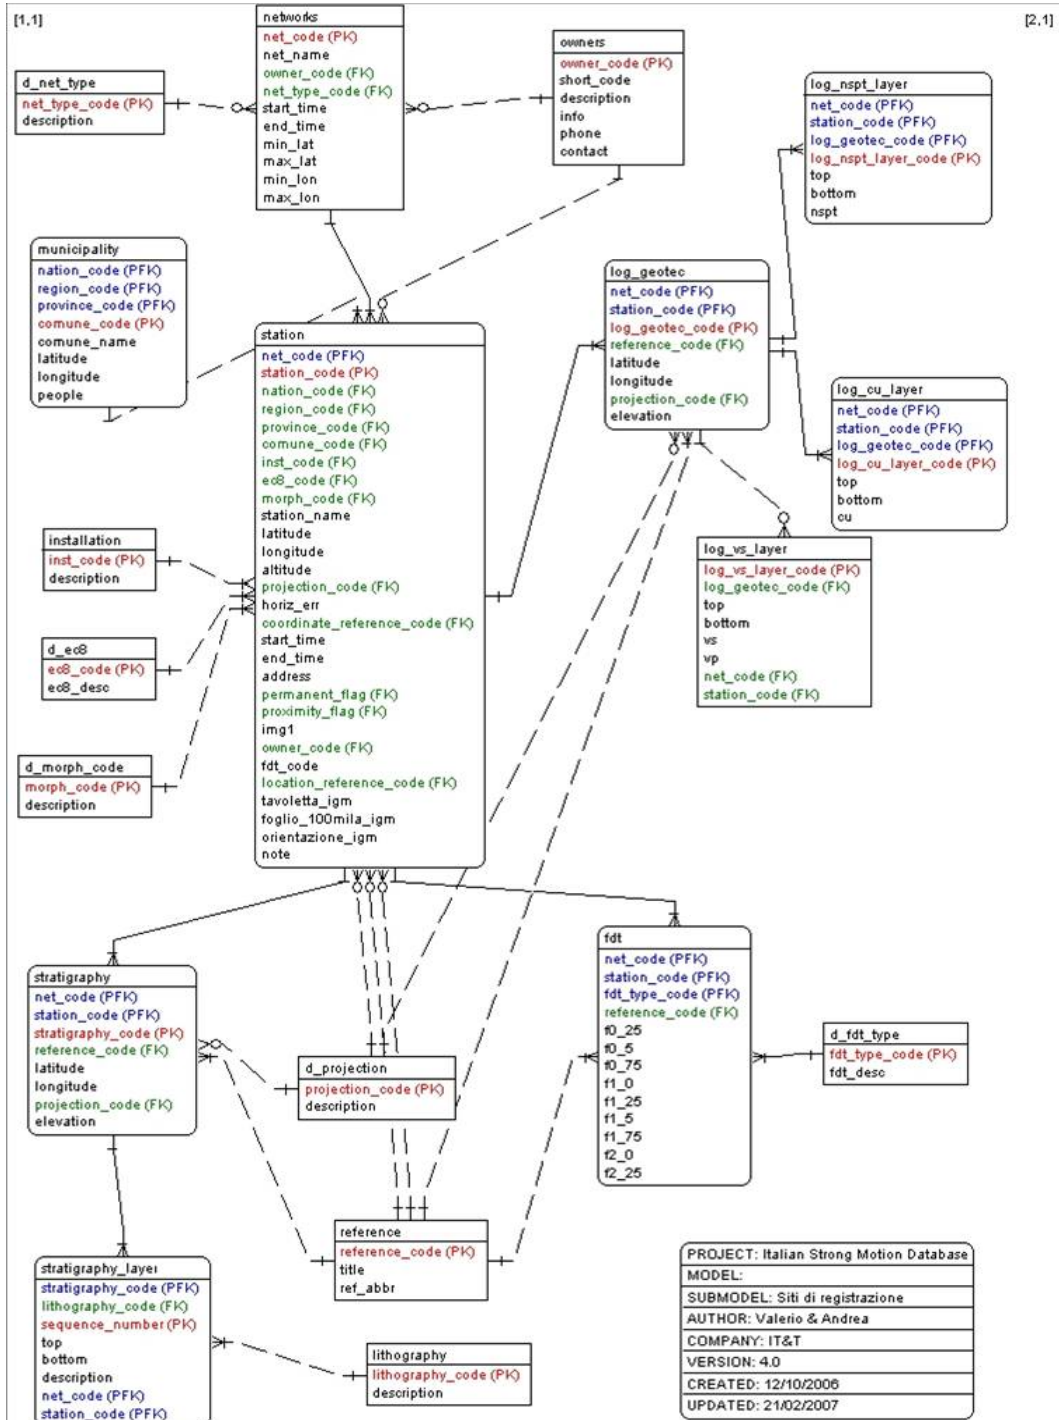 [1,1]
[2,1]
networks
net_code (PK)
net_name
owner_code (FK)
net_type_code (FK)
start_time
end_time
min_lat
max_lat
min_lon
max_lon
owners
owner_code (PK)
short_code
description
info
phone
contact
d_net_type
net_type_code (PK)
description
log_nspt_layer
net_code (PFK)
station_code (PFK)
log_geotec_code (PFK)
log_nspt_layer_code (PK)
top
bottom
nspt
municipality
nation_code (PFK)
region_code (PFK)
province_code (PFK)
comune_code (PK)
comune_name
latitude
longitude
people
log_geotec
net_code (PFK)
station_code (PFK)
log_geotec_code (PK)
reference_code (FK)
latitude
longitude
projection_code (FK)
elevation
station
net_code (PFK)
station_code (PK)
nation_code (FK)
region_code (FK)
province_code (FK)
comune_code (FK)
inst_code (FK)
ec8_code (FK)
morph_code (FK)
station_name
latitude
longitude
altitude
projection_code (FK)
horiz_err
coordinate_reference_code (FK)
start_time
end_time
address
permanent_flag (FK)
proximity_flag (FK)
img1
owner_code (FK)
fdt_code
location_reference_code (FK)
tavoletta_igm
foglio_100mila_igm
orientazione_igm
note
log_cu_layer
net_code (PFK)
station_code (PFK)
log_geotec_code (PFK)
log_cu_layer_code (PK)
top
bottom
cu
installation
inst_code (PK)
description
log_vs_layer
log_vs_layer_code (PK)
log_geotec_code (FK)
top
bottom
vs
vp
net_code (FK)
station_code (FK)
d_ec8
ec8_code (PK)
ec8_desc
d_morph_code
morph_code (PK)
description
stratigraphy
net_code (PFK)
station_code (PFK)
stratigraphy_code (PK)
reference_code (FK)
latitude
longitude
projection_code (FK)
elevation
fdt
net_code (PFK)
station_code (PFK)
fdt_type_code (PFK)
reference_code (FK)
f0_25
f0_5
f0_75
f1_0
f1_25
f1_5
f1_75
f2_0
f2_25
d_fdt_type
fdt_type_code (PK)
fdt_desc
d_projection
projection_code (PK)
description
reference
reference_code (PK)
title
ref_abbr
stratigraphy_layer
stratigraphy_code (PFK)
lithography_code (FK)
sequence_number (PK)
top
bottom
description
net_code (PFK)
station_code (PFK)
lithography
lithography_code (PK)
description
PROJECT: Italian Strong Motion Database
MODEL:
SUBMODEL: Siti di registrazione
AUTHOR: Valerio & Andrea
COMPANY: IT&T
VERSION: 4.0
CREATED: 12/10/2006
UPDATED: 21/02/2007